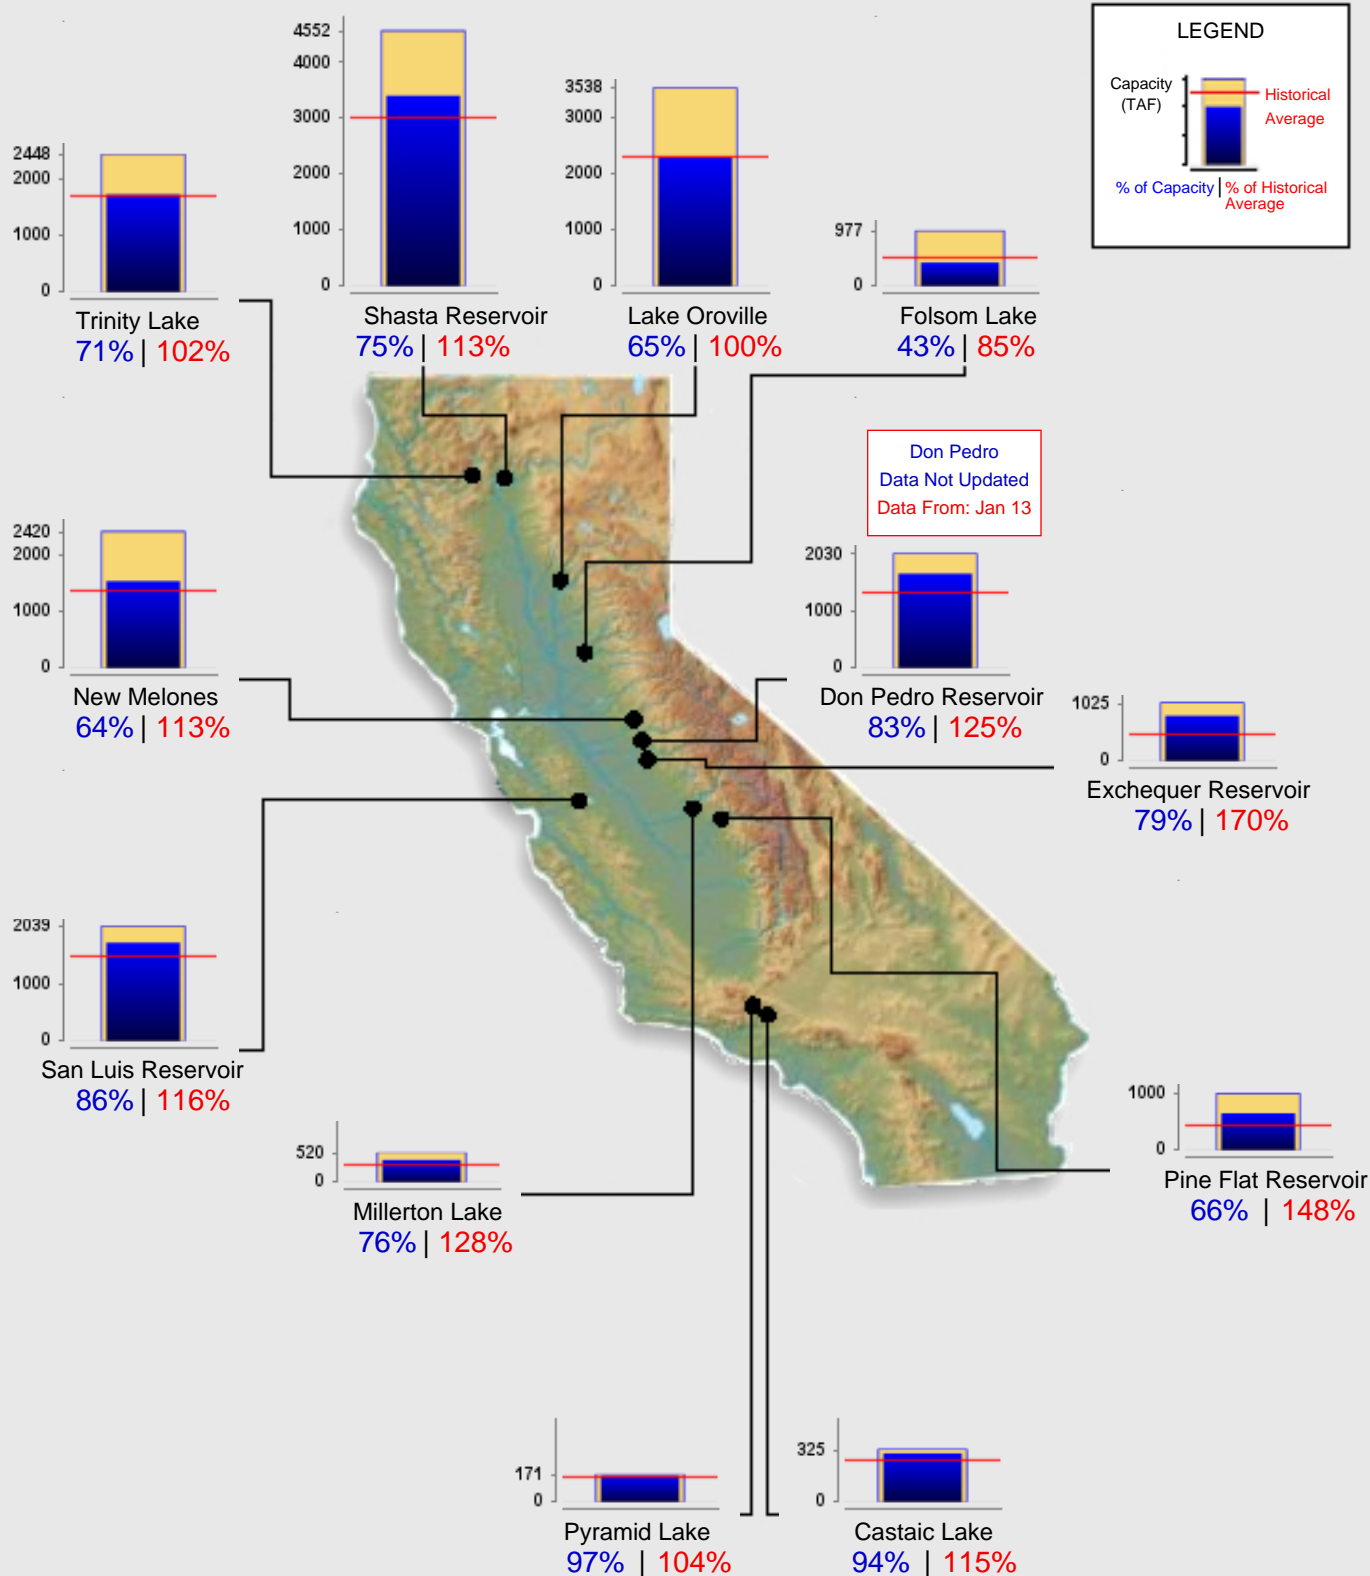 LEGEND
Capacity
(TAF)
Historical
Average
% of Capacity | % of Historical
Average
4552
4000
3000
2000
1000
0
Shasta Reservoir
75% | 113%
3538
3000
2000
1000
0
Lake Oroville
65% | 100%
2448
2000
1000
0
Trinity Lake
71% | 102%
977
0
Folsom Lake
43% | 85%
Don Pedro
Data Not Updated
Data From: Jan 13
2420
2000
1000
0
New Melones
64% | 113%
2030
1000
0
Don Pedro Reservoir
83% | 125%
1025
0
Exchequer Reservoir
79% | 170%
2039
1000
0
San Luis Reservoir
86% | 116%
520
0
Millerton Lake
76% | 128%
1000
0
Pine Flat Reservoir
66% | 148%
171
0
Pyramid Lake
97% | 104%
325
0
Castaic Lake
94% | 115%